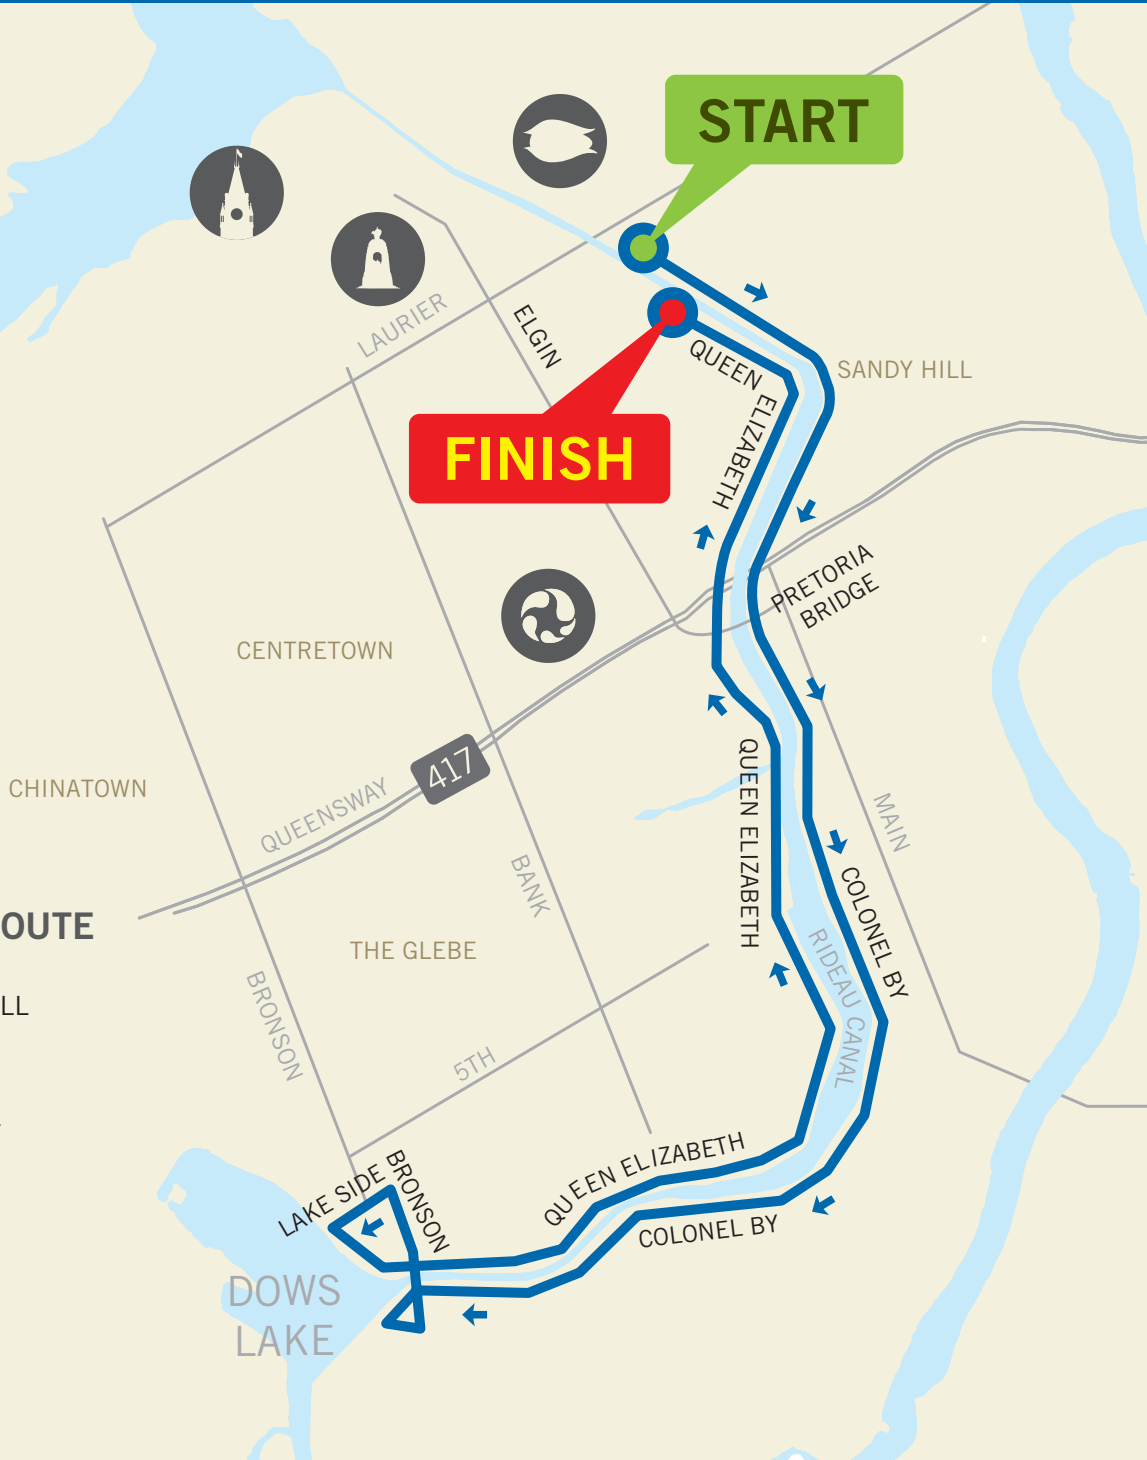 START
LAURIER
ELGIN
QUEEN
ELIZABETH
SANDY HILL
FINISH
PRETORIA
BRIDGE
CENTRETOWN
417
CHINATOWN
QUEENSWAY
QUEEN ELIZABETH
MAIN
BANK
COLONEL BY
OUTE
THE GLEBE
RIDEAU CANAL
LL
BRONSON
5TH
QUEEN ELIZABETH
LAKE SIDE
BRONSON
COLONEL BY
DOWS
LAKE